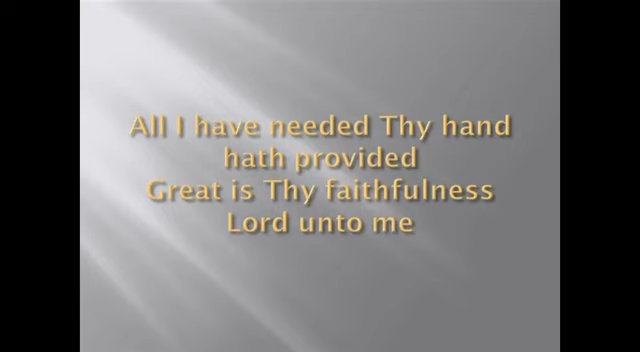 All I have needed Thy hand
hath provided
Great is Thy faithfulness
Lord unto me